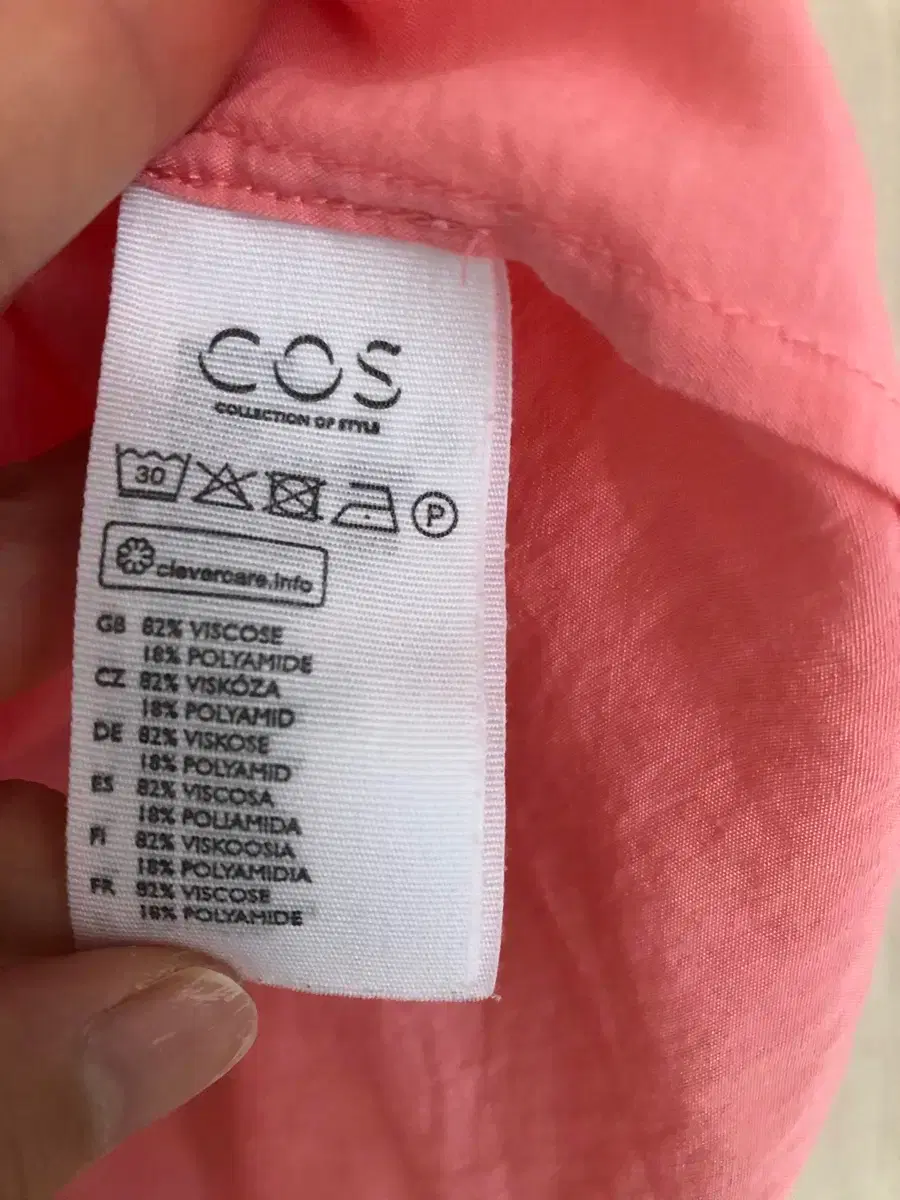 COS
COLLECTION OF STYLE
30
P
clevercare.info
GB 82% VISCOSE
18% POLYAMIDE
CZ 82% VISKÓZA
18% POLYAMID
DE 82% VISKOSE
18% POLYAMID
ES 82% VISCOSA
18% POLIAMIDA
FI 82% VISKOOSIA
18% POLYAMIDIA
FR 82% VISCOSE
18% POLYAMIDE